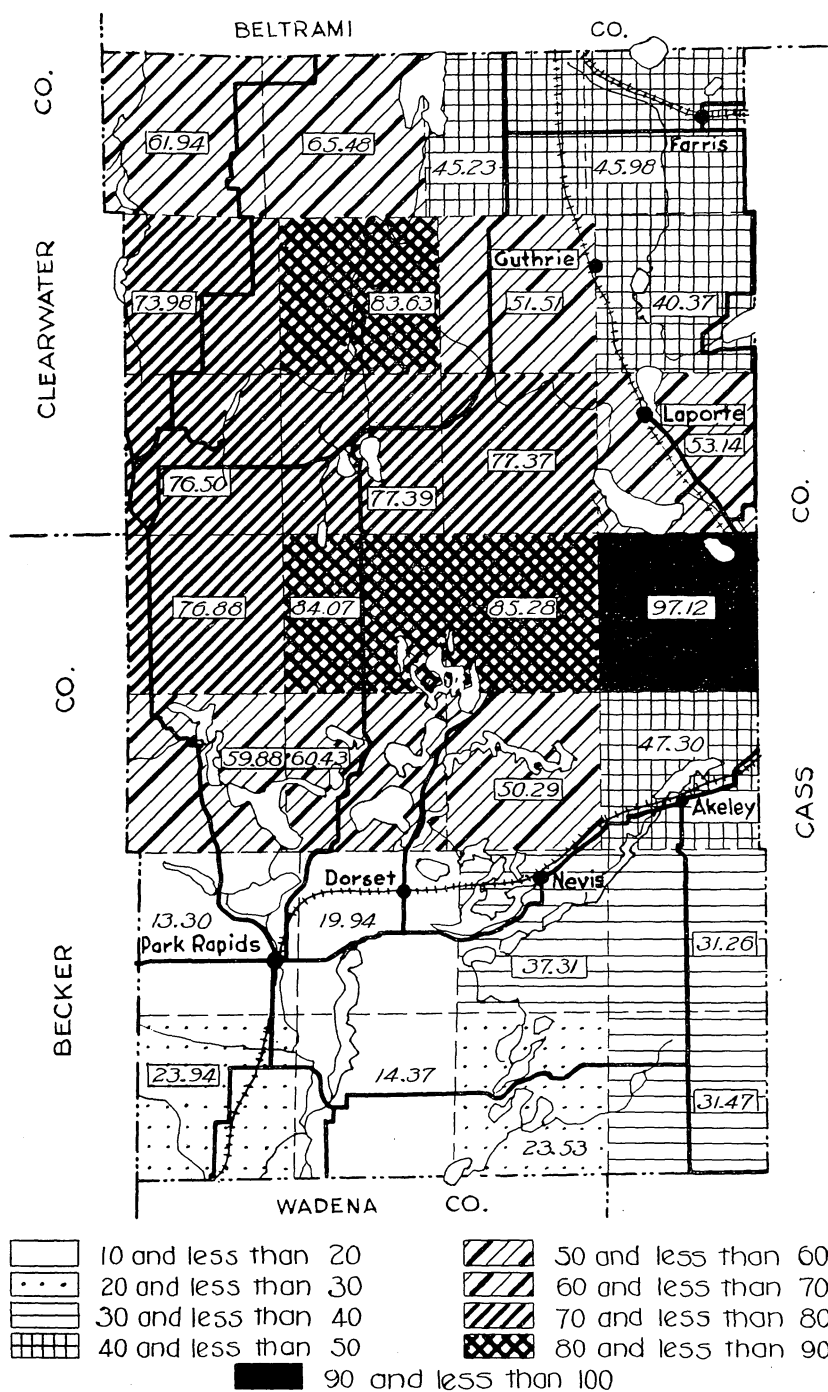 BELTRAMI CO.
CO.
61.94
65.48
45.23
45.98
Farris
CLEARWATER
Guthrie
73.98
83.63
51.51
40.37
Laporte
53.14
76.50
77.39
77.37
CO.
76.88
84.07
85.28
97.12
CO.
59.88
60.43
50.29
47.30
Akeley
CASS
Dorset
Nevis
13.30
19.94
Park Rapids
37.31
31.26
BECKER
23.94
14.37
31.47
23.53
WADENA CO.
10 and less than 20
20 and less than 30
30 and less than 40
40 and less than 50
50 and less than 60
60 and less than 70
70 and less than 80
80 and less than 90
90 and less than 100